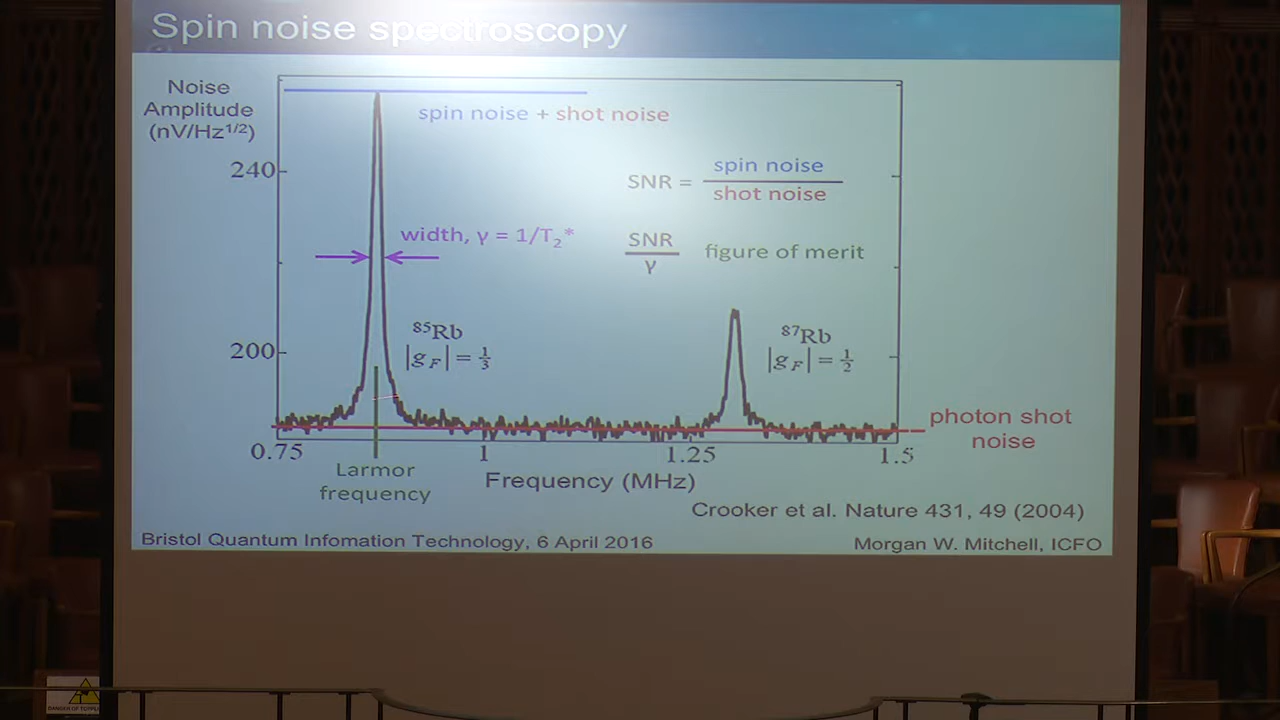 Spin noise spectroscopy
Noise
Amplitude
(nV/Hz^1/2)
240
200
spin noise + shot noise
SNR = spin noise / shot noise
width, γ = 1/T₂*
SNR / γ figure of merit
⁸⁵Rb
|g_F| = 1/3
⁸⁷Rb
|g_F| = 1/2
photon shot
noise
0.75 1 1.25 1.5
Larmor
frequency
Frequency (MHz)
Crooker et al. Nature 431, 49 (2004)
Bristol Quantum Infomation Technology, 6 April 2016
Morgan W. Mitchell, ICFO